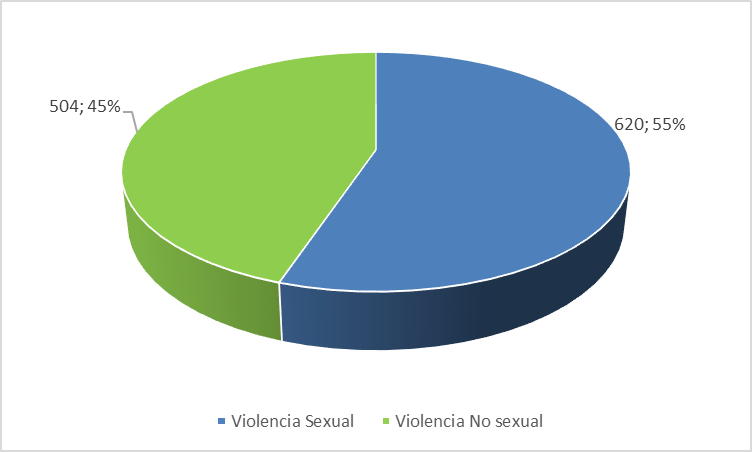 504; 45%
620; 55%
Violencia Sexual
Violencia No sexual